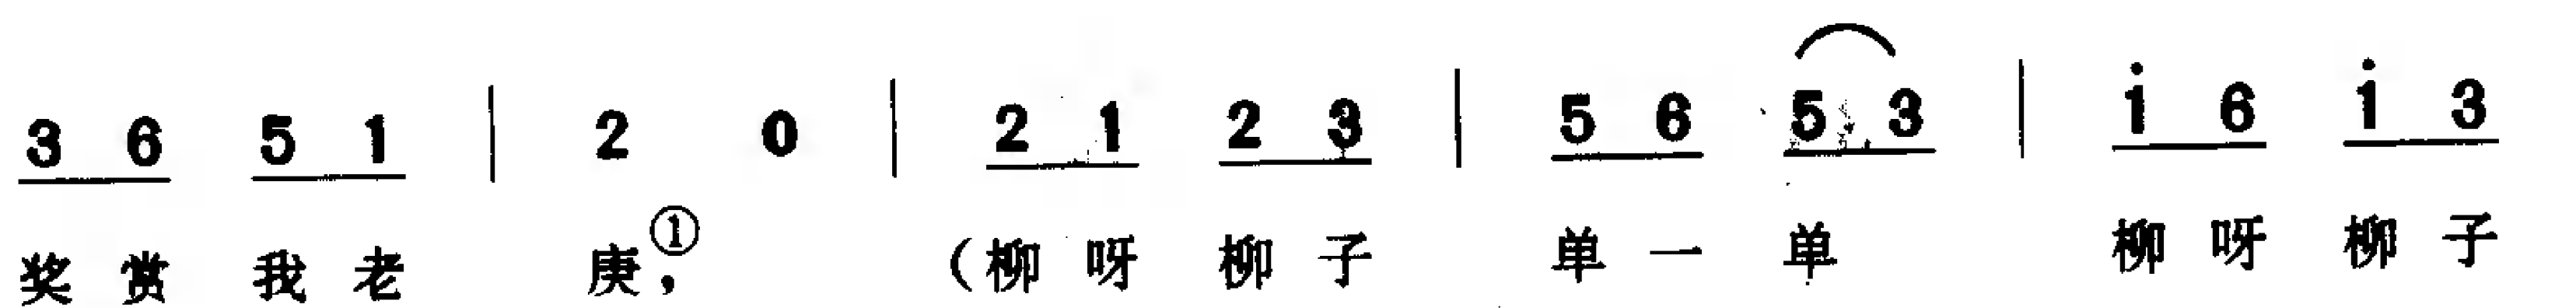 3 6 5 1 | 2 0 | 2 1 2 3 | 5 6 5 3 | i̇ 6 i̇ 3
奖赏我老庚,① (柳呀柳子单一单 柳呀柳子